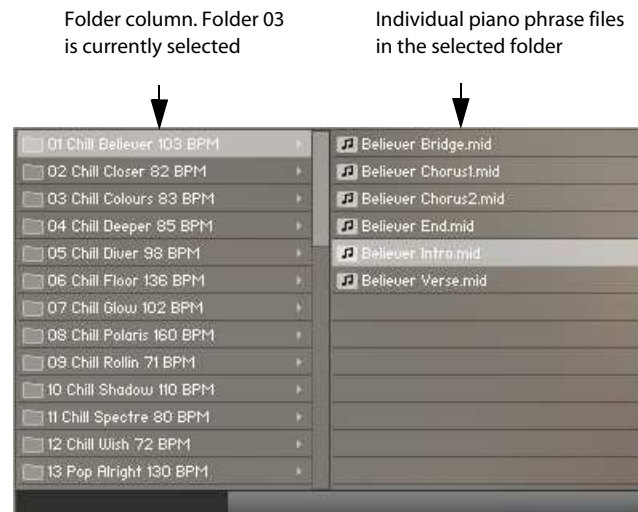 Folder column. Folder 03
is currently selected
Individual piano phrase files
in the selected folder
01 Chill Believer 103 BPM
02 Chill Closer 82 BPM
03 Chill Colours 83 BPM
04 Chill Deeper 85 BPM
05 Chill Diver 98 BPM
06 Chill Floor 136 BPM
07 Chill Glow 102 BPM
08 Chill Polaris 160 BPM
09 Chill Rollin 71 BPM
10 Chill Shadow 110 BPM
11 Chill Spectre 80 BPM
12 Chill Wish 72 BPM
13 Pop Alright 130 BPM
Believer Bridge.mid
Believer Chorus1.mid
Believer Chorus2.mid
Believer End.mid
Believer Intro.mid
Believer Verse.mid